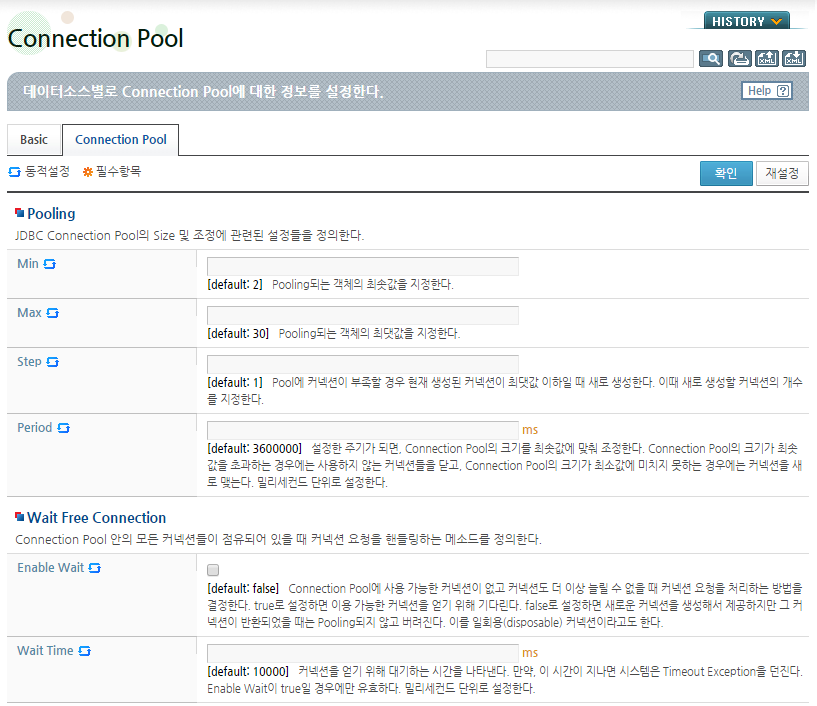 HISTORY
Connection Pool
XML XML
데이터소스별로 Connection Pool에 대한 정보를 설정한다.
Help ?
Basic Connection Pool
동적설정 필수항목
확인 재설정
Pooling
JDBC Connection Pool의 Size 및 조정에 관련된 설정들을 정의한다.
Min
[default: 2] Pooling되는 객체의 최솟값을 지정한다.
Max
[default: 30] Pooling되는 객체의 최댓값을 지정한다.
Step
[default: 1] Pool에 커넥션이 부족할 경우 현재 생성된 커넥션이 최댓값 이하일 때 새로 생성한다. 이때 새로 생성할 커넥션의 개수
를 지정한다.
Period
ms
[default: 3600000] 설정한 주기가 되면, Connection Pool의 크기를 최솟값에 맞춰 조정한다. Connection Pool의 크기가 최솟
값을 초과하는 경우에는 사용하지 않는 커넥션들을 닫고, Connection Pool의 크기가 최소값에 미치지 못하는 경우에는 커넥션을 새
로 맺는다. 밀리세컨드 단위로 설정한다.
Wait Free Connection
Connection Pool 안의 모든 커넥션들이 점유되어 있을 때 커넥션 요청을 핸들링하는 메소드를 정의한다.
Enable Wait
[default: false] Connection Pool에 사용 가능한 커넥션이 없고 커넥션도 더 이상 늘릴 수 없을 때 커넥션 요청을 처리하는 방법을
결정한다. true로 설정하면 이용 가능한 커넥션을 얻기 위해 기다린다. false로 설정하면 새로운 커넥션을 생성해서 제공하지만 그 커
넥션이 반환되었을 때는 Pooling되지 않고 버려진다. 이를 일회용(disposable) 커넥션이라고도 한다.
Wait Time
ms
[default: 10000] 커넥션을 얻기 위해 대기하는 시간을 나타낸다. 만약, 이 시간이 지나면 시스템은 Timeout Exception을 던진다.
Enable Wait이 true일 경우에만 유효하다. 밀리세컨드 단위로 설정한다.